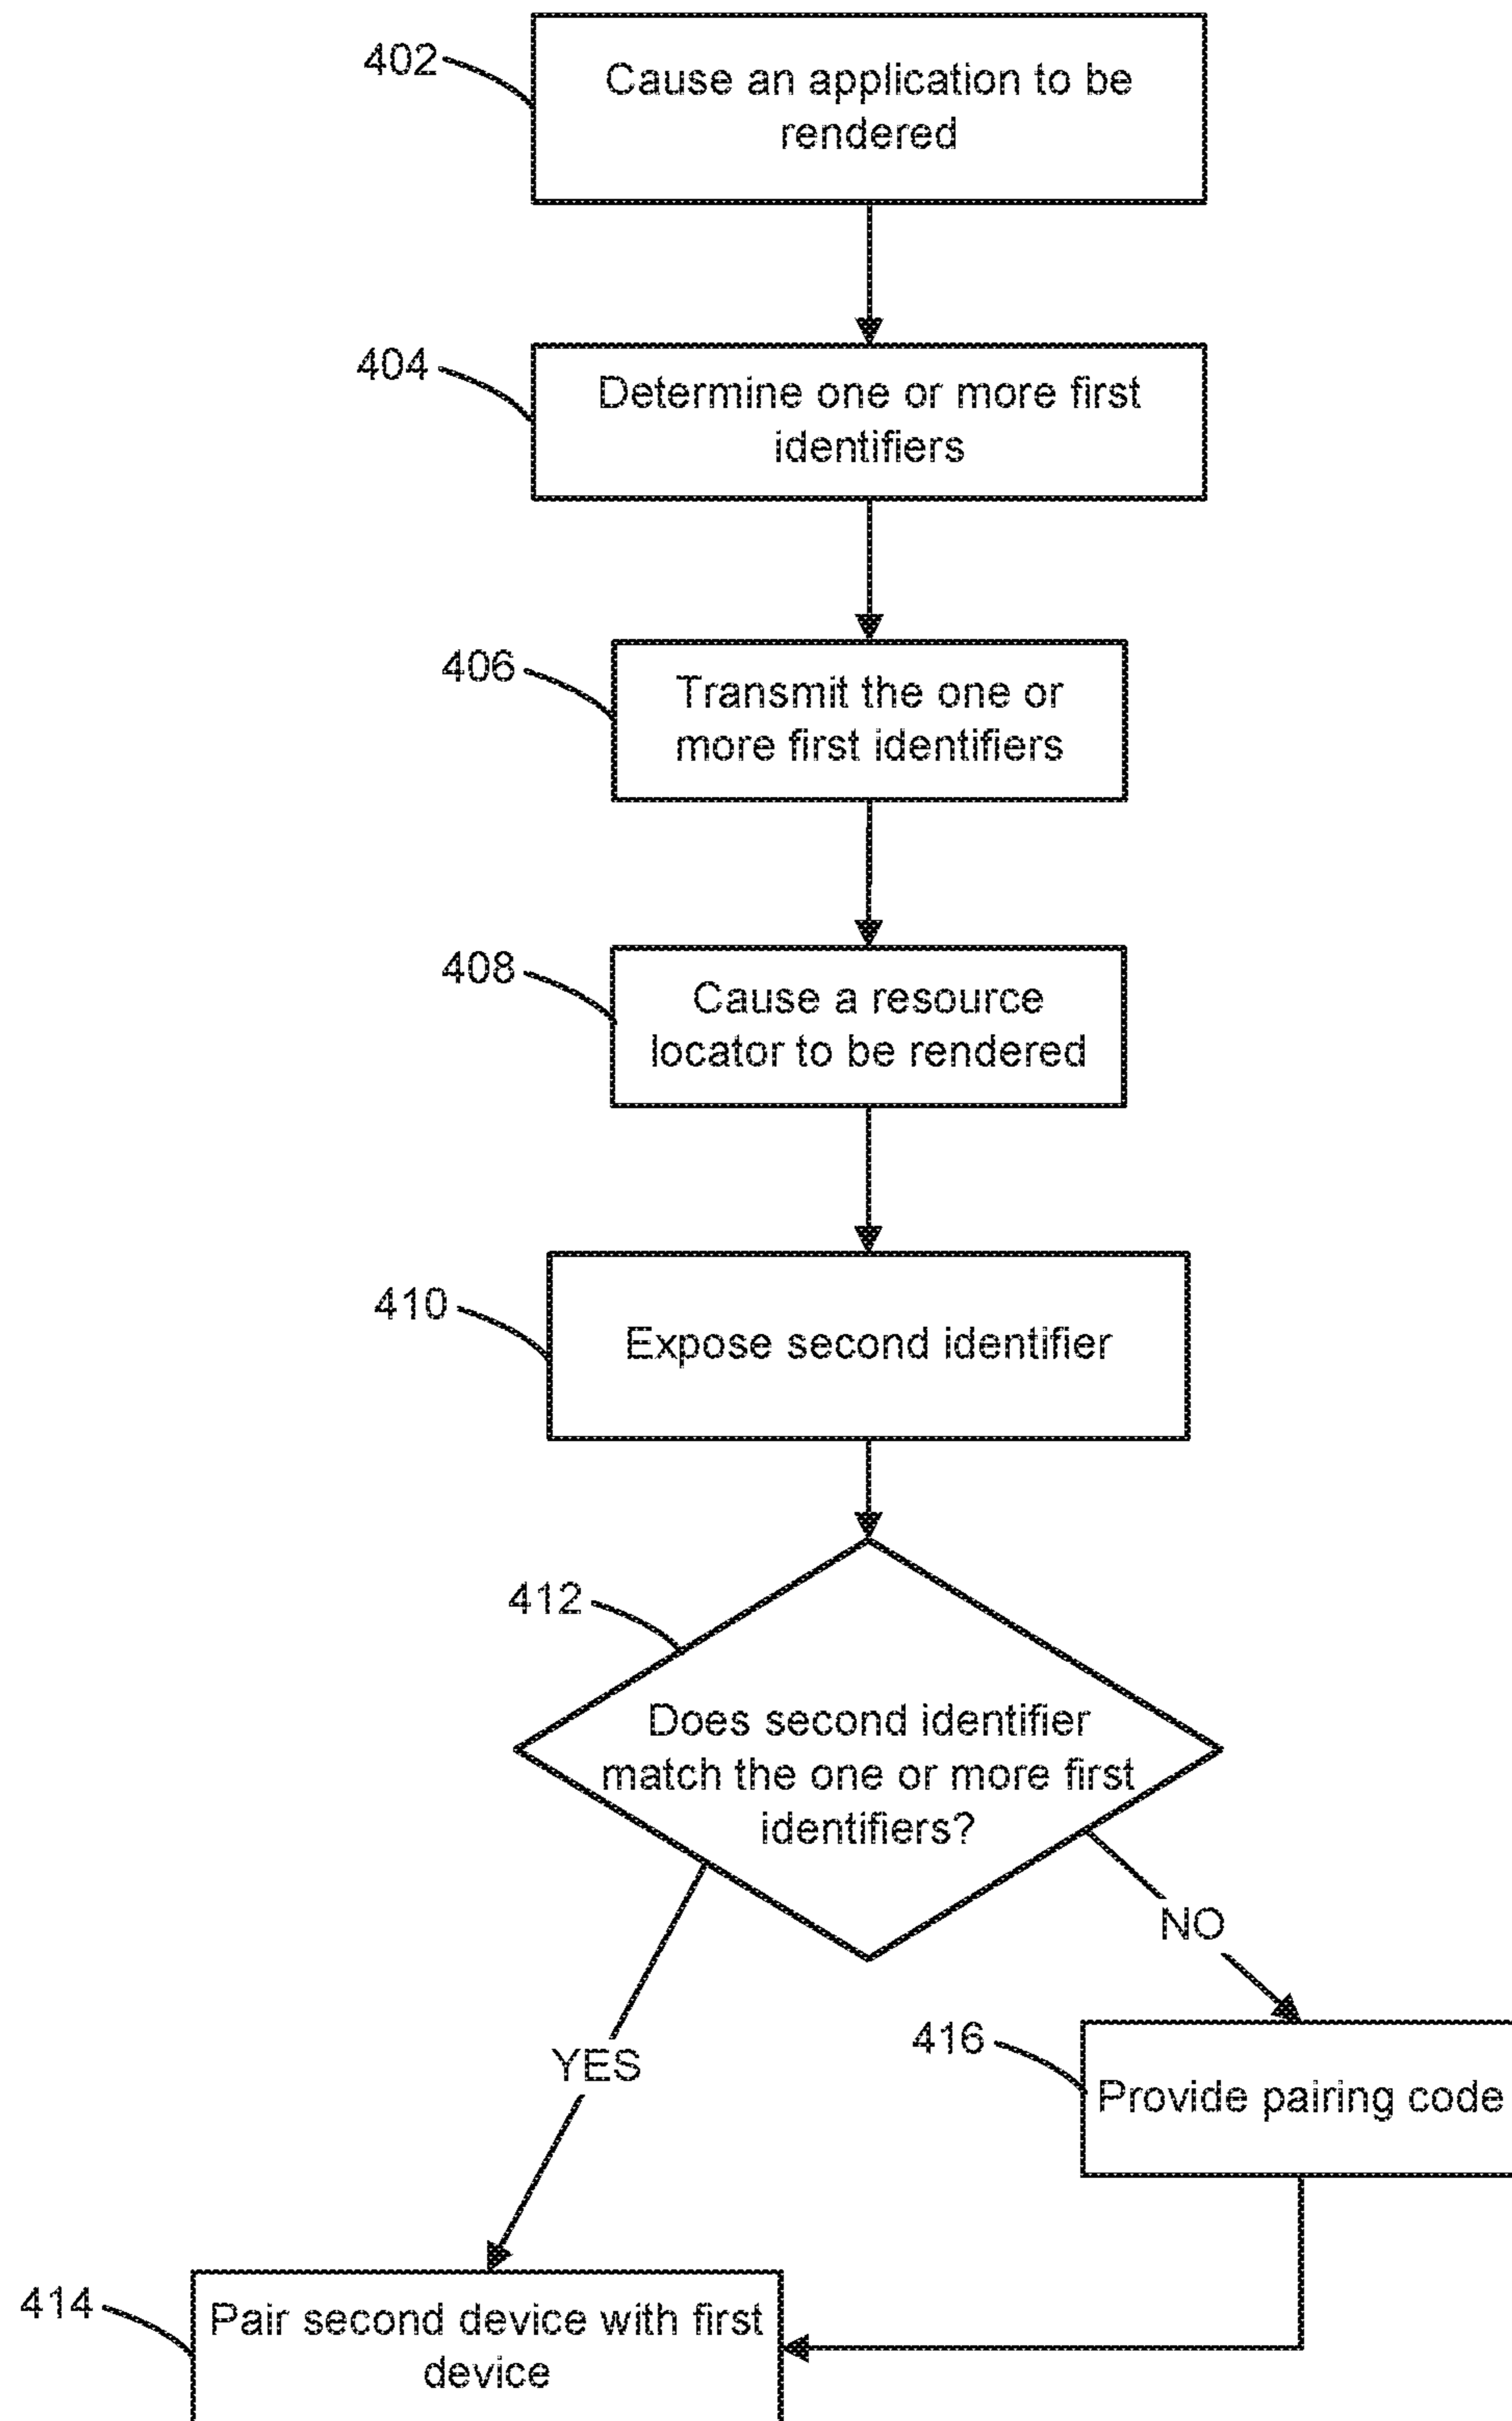 402
Cause an application to be
rendered
404
Determine one or more first
identifiers
406
Transmit the one or
more first identifiers
408
Cause a resource
locator to be rendered
410
Expose second identifier
412
Does second identifier
match the one or more first
identifiers?
NO
YES
416
Provide pairing code
414
Pair second device with first
device